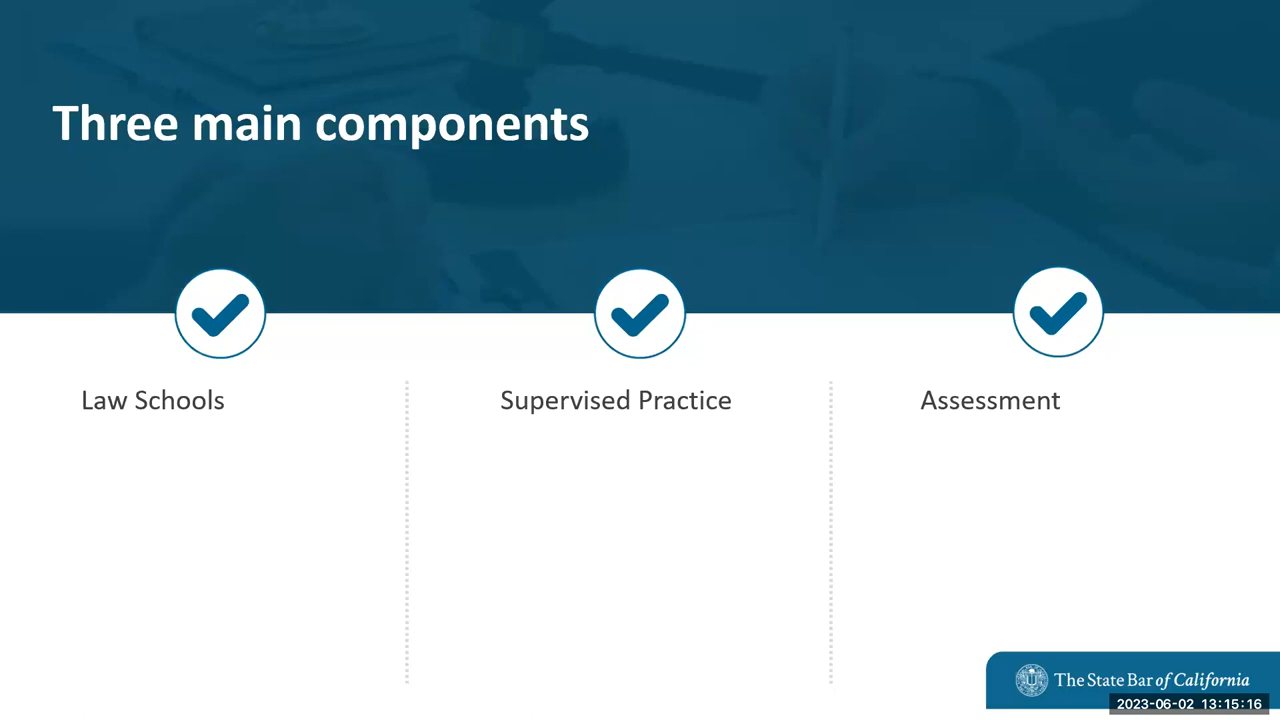 Three main components
Law Schools
Supervised Practice
Assessment
The State Bar of California
2023-06-02 13:15:16